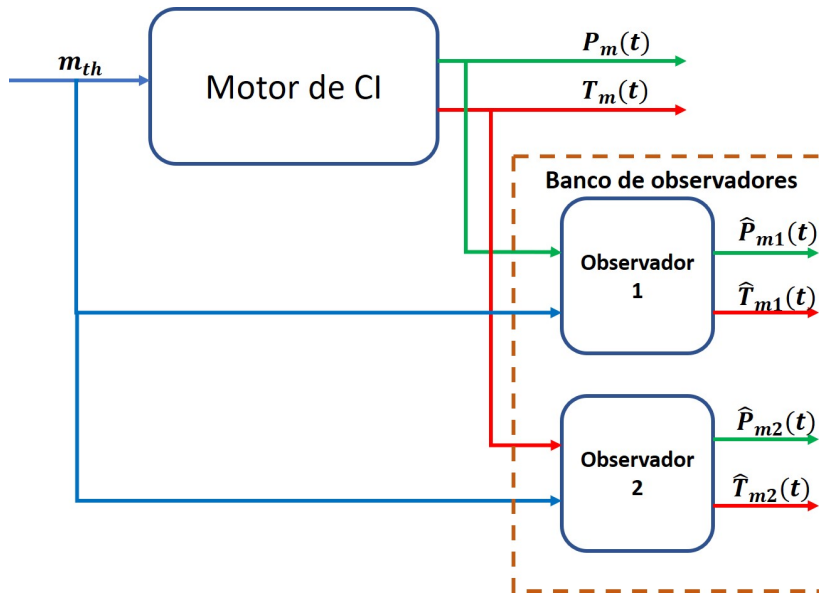 m_th
Motor de CI
P_m(t)
T_m(t)
Banco de observadores
Observador
1
P̂_m1(t)
T̂_m1(t)
Observador
2
P̂_m2(t)
T̂_m2(t)